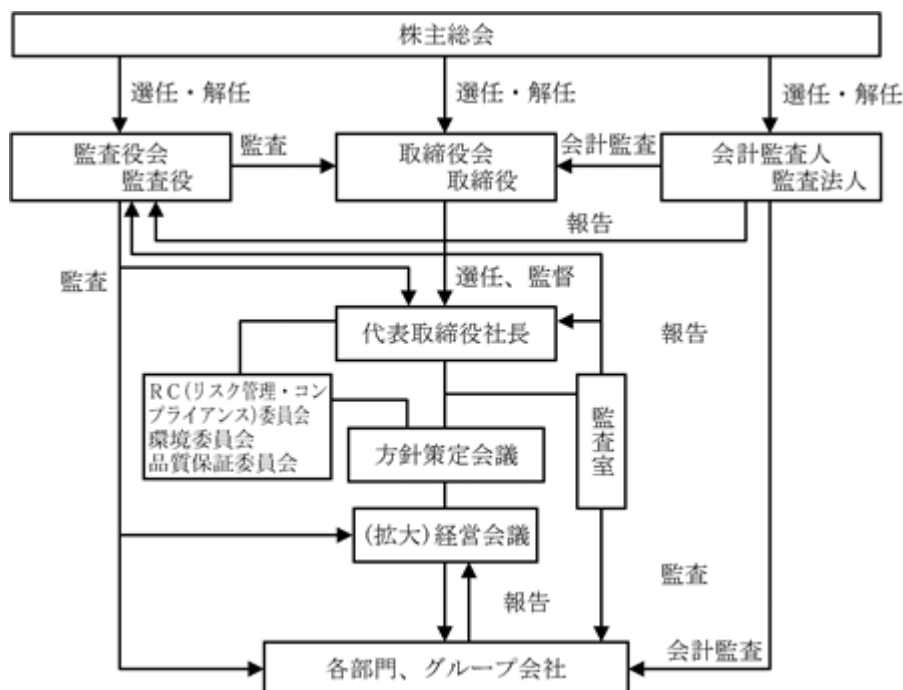 株主総会
選任・解任
選任・解任
選任・解任
監査役会
監査役
監査
取締役会
取締役
会計監査
会計監査人
監査法人
報告
監査
選任、監督
代表取締役社長
報告
RC(リスク管理・コン
プライアンス)委員会
環境委員会
品質保証委員会
方針策定会議
監査室
(拡大)経営会議
監査
報告
会計監査
各部門、グループ会社